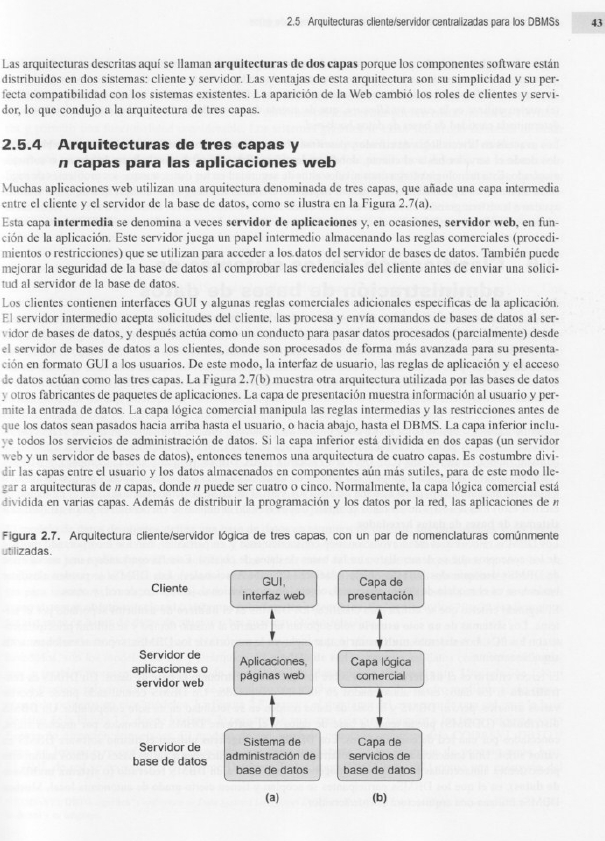 2.5 Arquitecturas cliente/servidor centralizadas para los DBMSs 43
Las arquitecturas descritas aquí se llaman arquitecturas de dos capas porque los componentes software están
distribuidos en dos sistemas: cliente y servidor. Las ventajas de esta arquitectura son su simplicidad y su per-
fecta compatibilidad con los sistemas existentes. La aparición de la Web cambió los roles de clientes y servi-
dor, lo que condujo a la arquitectura de tres capas.
2.5.4 Arquitecturas de tres capas y
n capas para las aplicaciones web
Muchas aplicaciones web utilizan una arquitectura denominada de tres capas, que añade una capa intermedia
entre el cliente y el servidor de la base de datos, como se ilustra en la Figura 2.7(a).
Esta capa intermedia se denomina a veces servidor de aplicaciones y, en ocasiones, servidor web, en fun-
ción de la aplicación. Este servidor juega un papel intermedio almacenando las reglas comerciales (procedi-
mientos o restricciones) que se utilizan para acceder a los datos del servidor de bases de datos. También puede
mejorar la seguridad de la base de datos al comprobar las credenciales del cliente antes de enviar una solici-
tud al servidor de la base de datos.
Los clientes contienen interfaces GUI y algunas reglas comerciales adicionales específicas de la aplicación.
El servidor intermedio acepta solicitudes del cliente, las procesa y envía comandos de bases de datos al ser-
vidor de bases de datos, y después actúa como un conducto para pasar datos procesados (parcialmente) desde
el servidor de bases de datos a los clientes, donde son procesados de forma más avanzada para su presenta-
ción en formato GUI a los usuarios. De este modo, la interfaz de usuario, las reglas de aplicación y el acceso
de datos actúan como las tres capas. La Figura 2.7(b) muestra otra arquitectura utilizada por las bases de datos
y otros fabricantes de paquetes de aplicaciones. La capa de presentación muestra información al usuario y per-
mite la entrada de datos. La capa lógica comercial manipula las reglas intermedias y las restricciones antes de
que los datos sean pasados hacia arriba hasta el usuario, o hacia abajo, hasta el DBMS. La capa inferior inclu-
ye todos los servicios de administración de datos. Si la capa inferior está dividida en dos capas (un servidor
web y un servidor de bases de datos), entonces tenemos una arquitectura de cuatro capas. Es costumbre divi-
dir las capas entre el usuario y los datos almacenados en componentes aún más sutiles, para de este modo lle-
gar a arquitecturas de n capas, donde n puede ser cuatro o cinco. Normalmente, la capa lógica comercial está
dividida en varias capas. Además de distribuir la programación y los datos por la red, las aplicaciones de n
Figura 2.7. Arquitectura cliente/servidor lógica de tres capas, con un par de nomenclaturas comúnmente
utilizadas.
Cliente
GUI,
interfaz web
Capa de
presentación
Servidor de
aplicaciones o
servidor web
Aplicaciones,
páginas web
Capa lógica
comercial
Servidor de
base de datos
Sistema de
administración de
base de datos
Capa de
servicios de
base de datos
(a) (b)